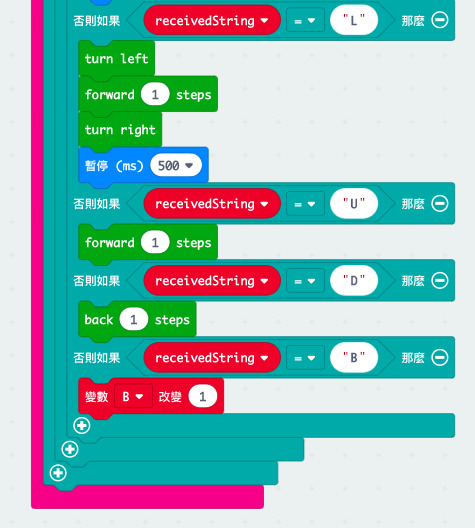 否則如果 receivedString = "L" 那麼
turn left
forward 1 steps
turn right
暫停 (ms) 500
否則如果 receivedString = "U" 那麼
forward 1 steps
否則如果 receivedString = "D" 那麼
back 1 steps
否則如果 receivedString = "B" 那麼
變數 B 改變 1